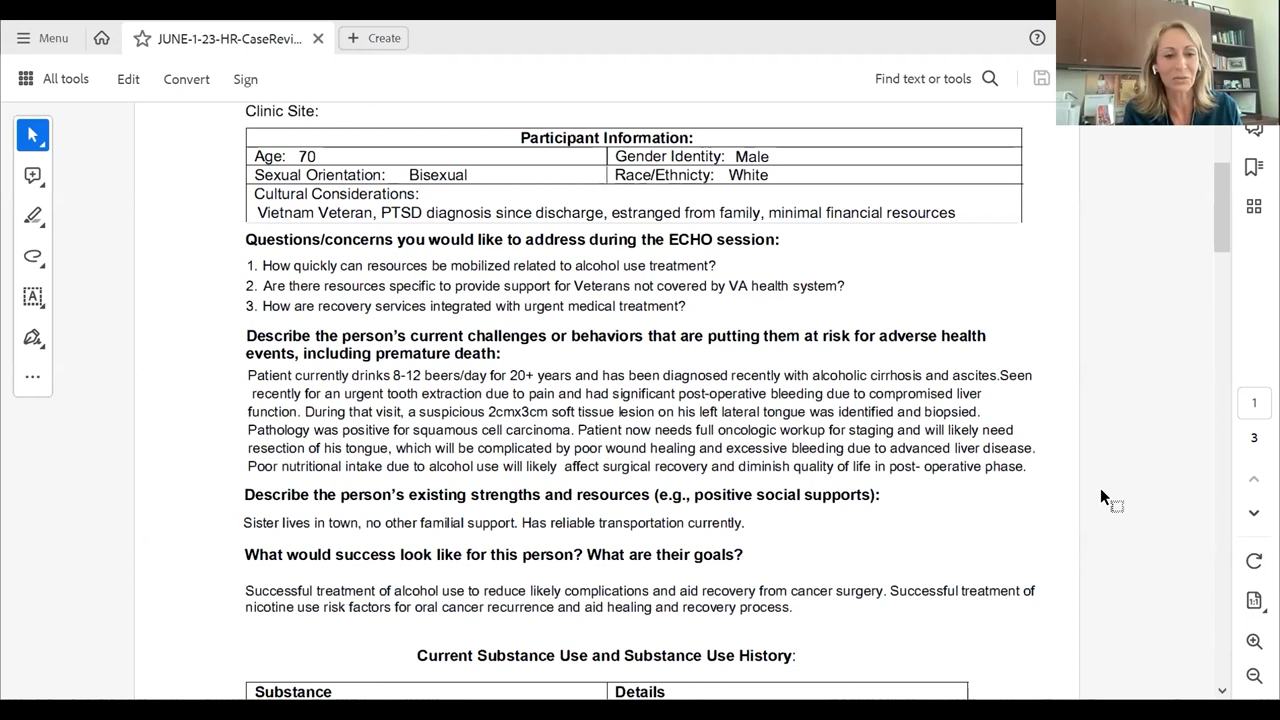 Menu
JUNE-1-23-HR-CaseRevi...
Create
All tools
Edit
Convert
Sign
Find text or tools
Clinic Site:
Participant Information:
Age: 70
Gender Identity: Male
Sexual Orientation: Bisexual
Race/Ethnicty: White
Cultural Considerations:
Vietnam Veteran, PTSD diagnosis since discharge, estranged from family, minimal financial resources
Questions/concerns you would like to address during the ECHO session:
1. How quickly can resources be mobilized related to alcohol use treatment?
2. Are there resources specific to provide support for Veterans not covered by VA health system?
3. How are recovery services integrated with urgent medical treatment?
Describe the person's current challenges or behaviors that are putting them at risk for adverse health
events, including premature death:
Patient currently drinks 8-12 beers/day for 20+ years and has been diagnosed recently with alcoholic cirrhosis and ascites.Seen
recently for an urgent tooth extraction due to pain and had significant post-operative bleeding due to compromised liver
function. During that visit, a suspicious 2cmx3cm soft tissue lesion on his left lateral tongue was identified and biopsied.
Pathology was positive for squamous cell carcinoma. Patient now needs full oncologic workup for staging and will likely need
resection of his tongue, which will be complicated by poor wound healing and excessive bleeding due to advanced liver disease.
Poor nutritional intake due to alcohol use will likely affect surgical recovery and diminish quality of life in post- operative phase.
Describe the person's existing strengths and resources (e.g., positive social supports):
Sister lives in town, no other familial support. Has reliable transportation currently.
What would success look like for this person? What are their goals?
Successful treatment of alcohol use to reduce likely complications and aid recovery from cancer surgery. Successful treatment of
nicotine use risk factors for oral cancer recurrence and aid healing and recovery process.
Current Substance Use and Substance Use History:
Substance
Details
1
3
1:1